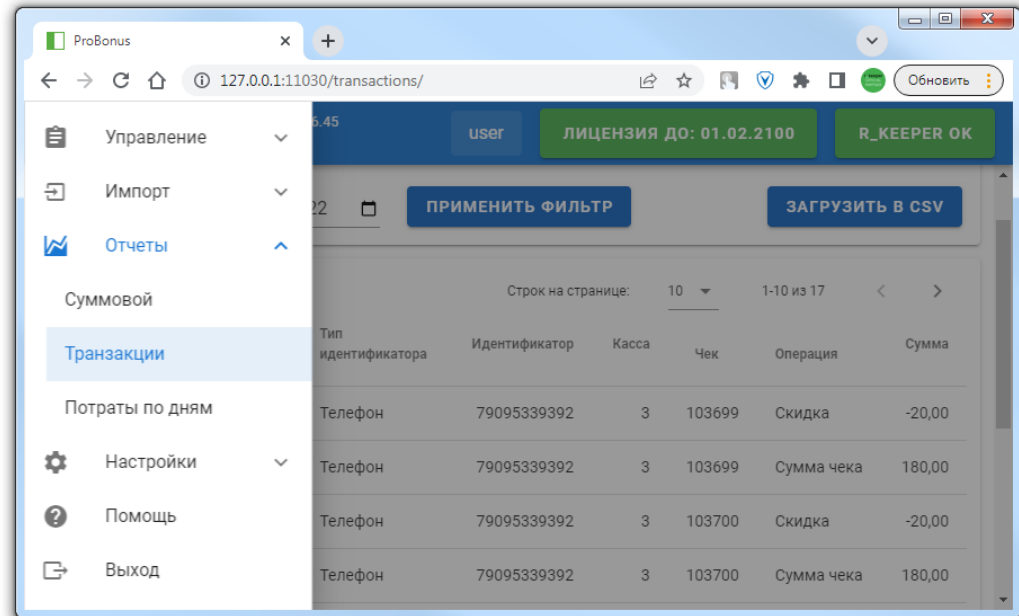 ProBonus
127.0.0.1:11030/transactions/
Обновить
6.45
user
ЛИЦЕНЗИЯ ДО: 01.02.2100
R_KEEPER OK
Управление
Импорт
Отчеты
Суммовой
Транзакции
Потраты по дням
Настройки
Помощь
Выход
22
ПРИМЕНИТЬ ФИЛЬТР
ЗАГРУЗИТЬ В CSV
Строк на странице: 10 1-10 из 17
Тип идентификатора Идентификатор Касса Чек Операция Сумма
Телефон 79095339392 3 103699 Скидка -20,00
Телефон 79095339392 3 103699 Сумма чека 180,00
Телефон 79095339392 3 103700 Скидка -20,00
Телефон 79095339392 3 103700 Сумма чека 180,00